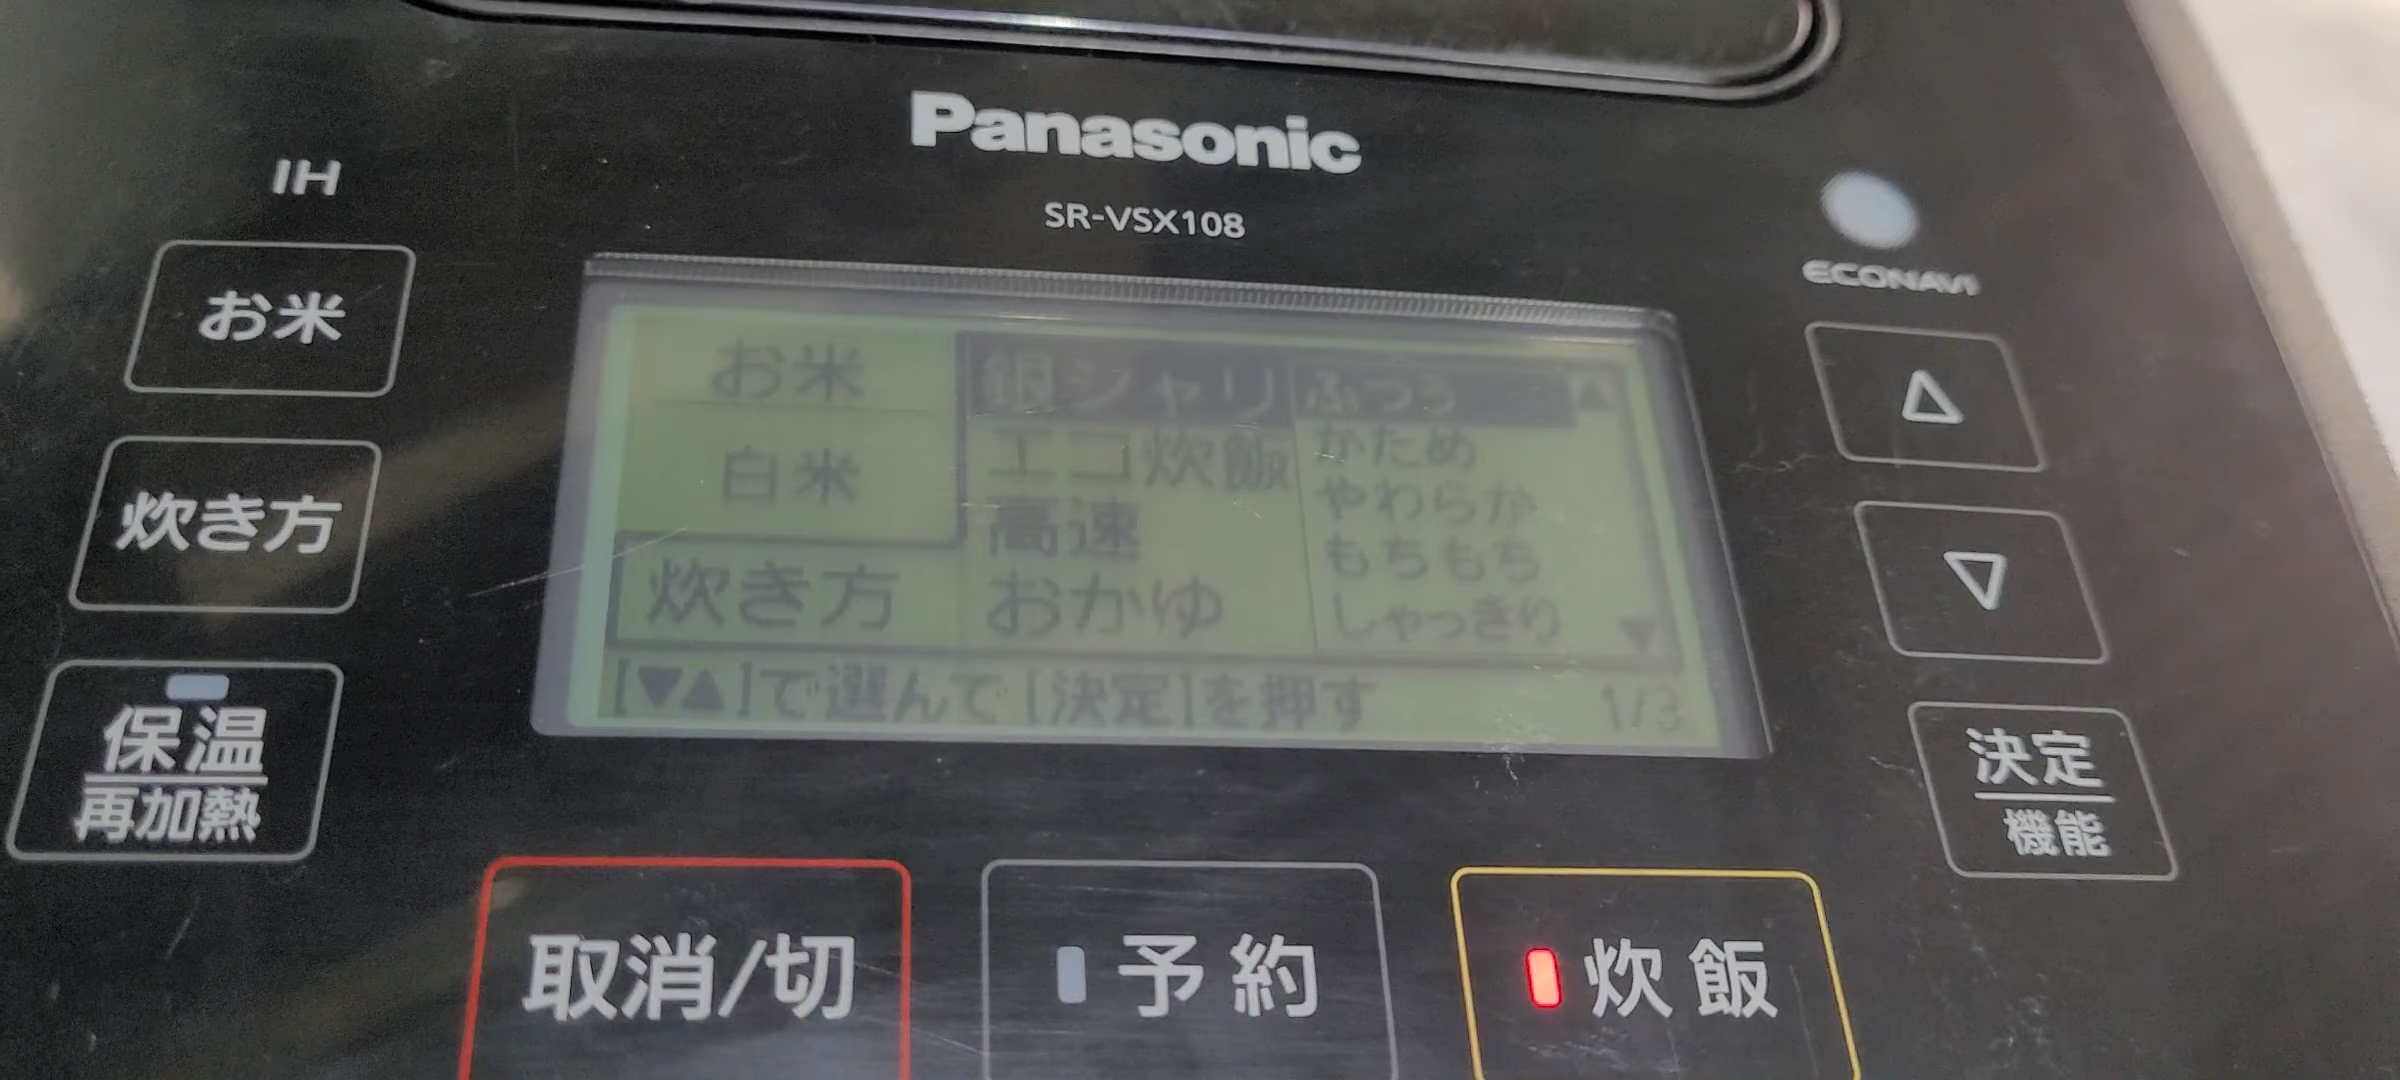 Panasonic
SR-VSX108
IH
ECONAVI
お米
炊き方
保温
再加熱
お米
白米
炊き方
銀シャリ
エコ炊飯
高速
おかゆ
ふつう
かため
やわらか
もちもち
しゃっきり
【▼▲】で選んで【決定】を押す 1/3
決定
機能
取消/切
予約
炊飯